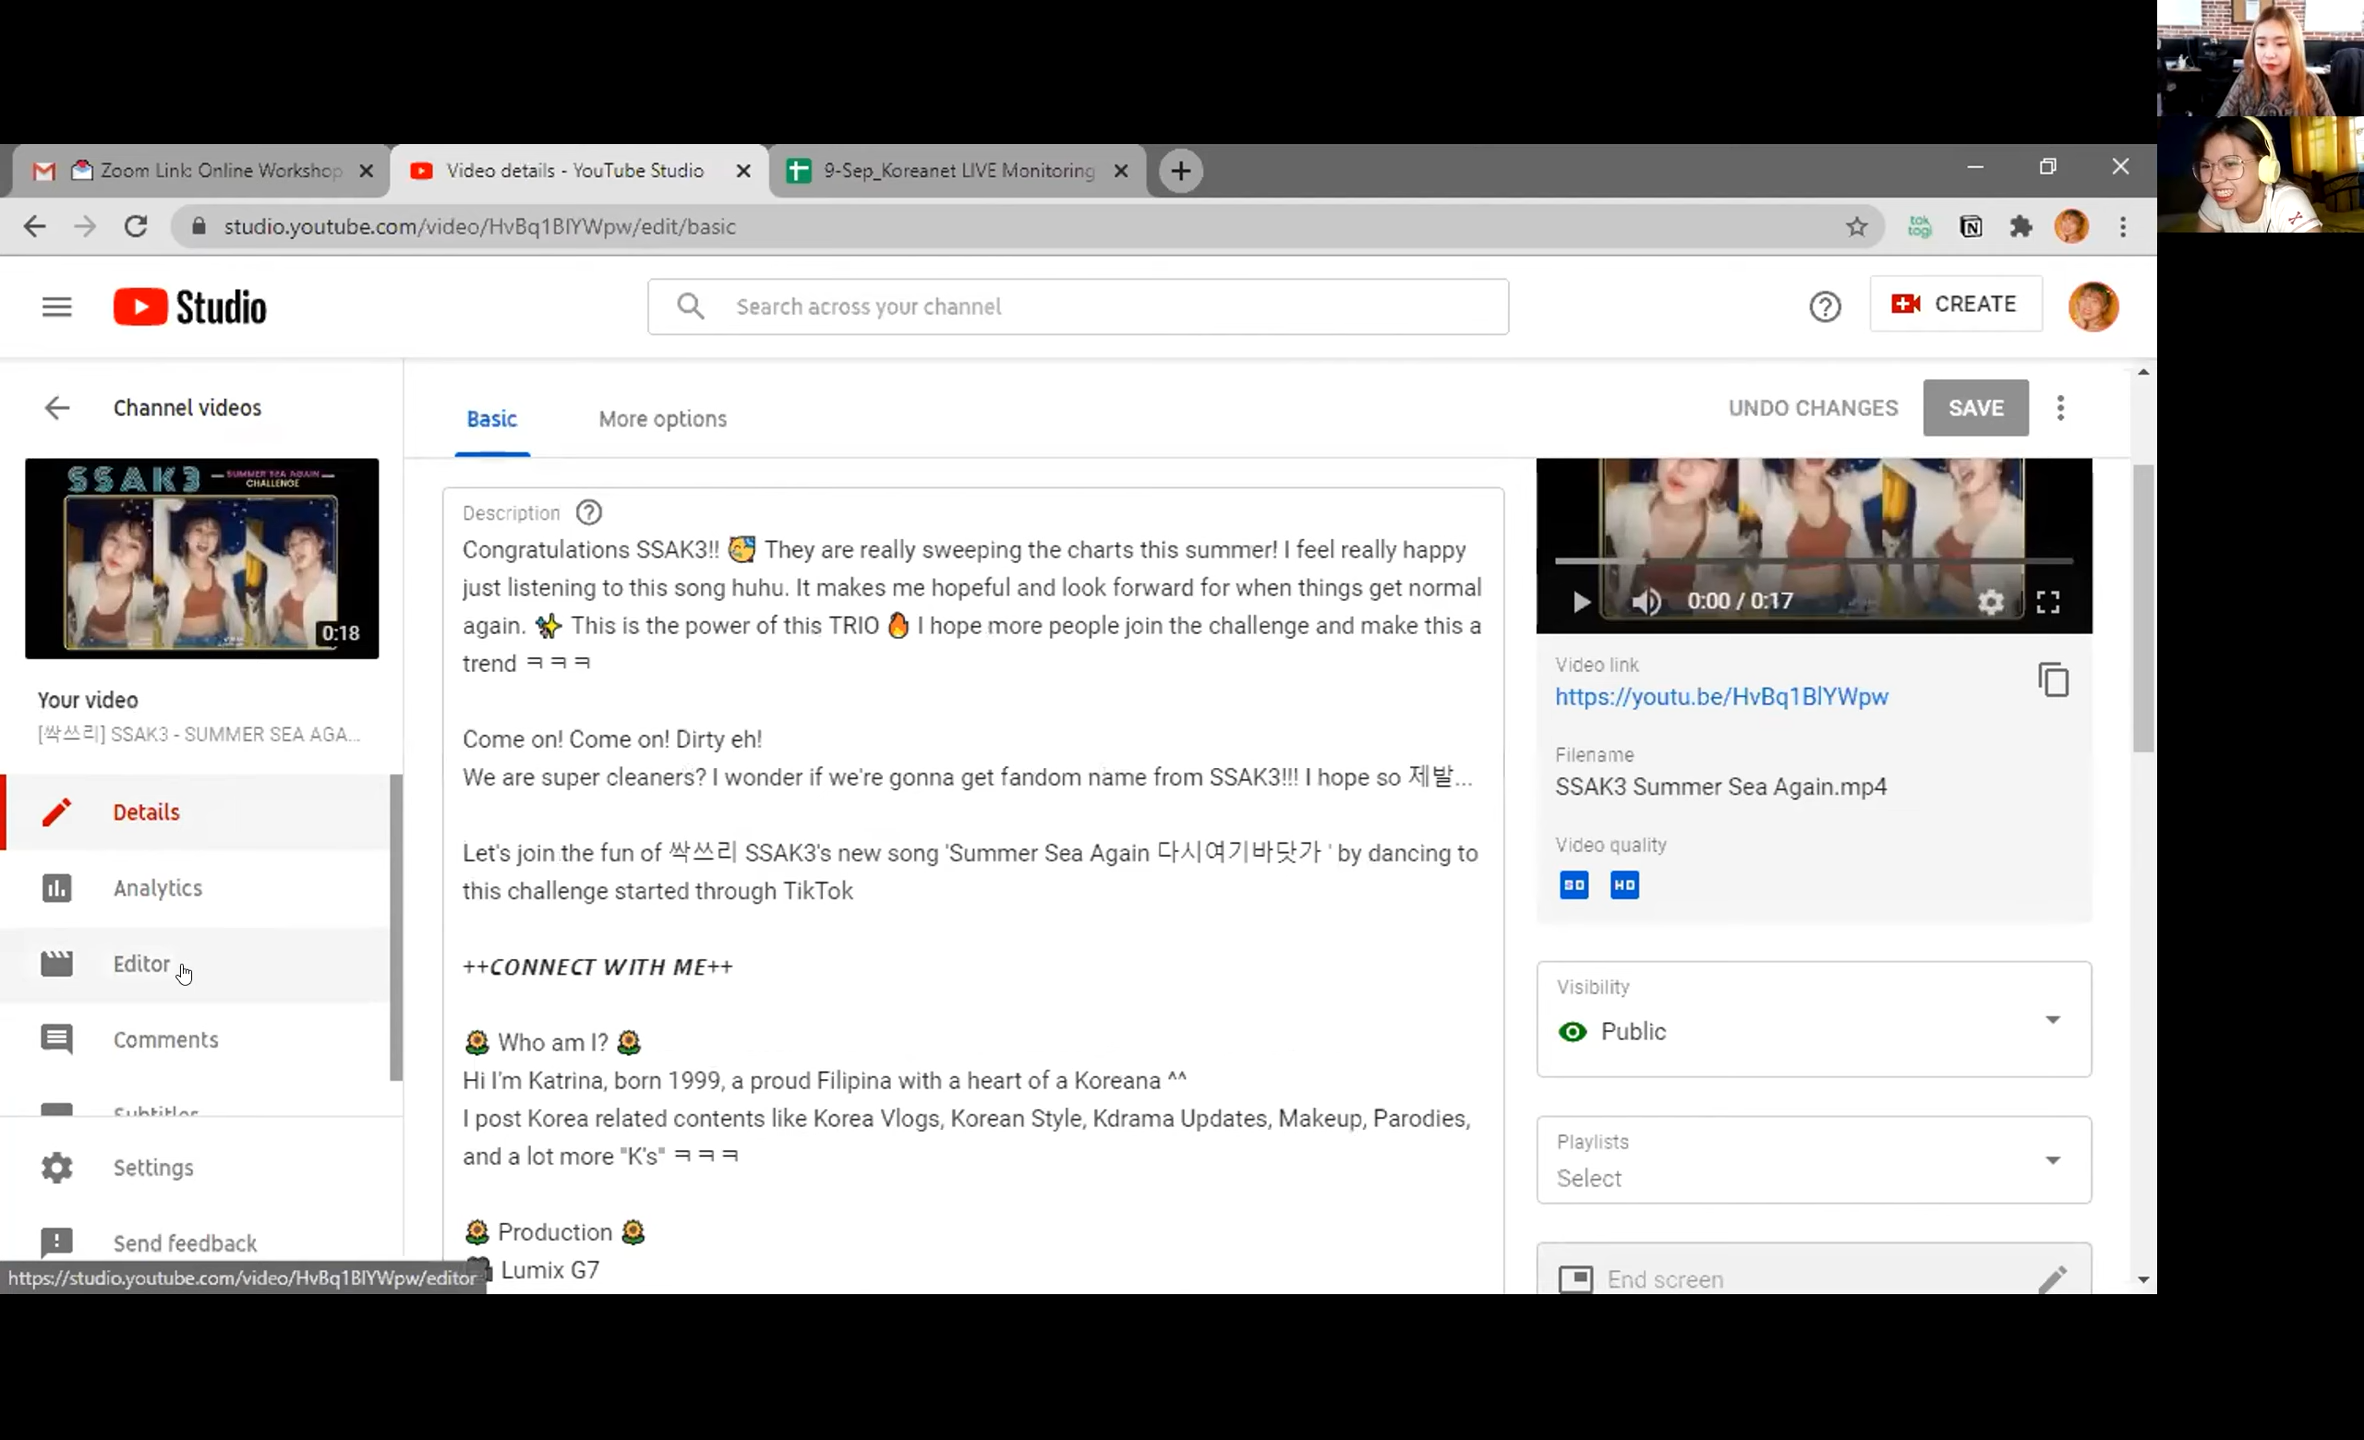 Zoom Link: Online Workshop
Video details - YouTube Studio
9-Sep_Koreanet LIVE Monitoring
studio.youtube.com/video/HvBq1BlYWpw/edit/basic
tok
togi
Studio
Search across your channel
CREATE
Channel videos
Basic
More options
UNDO CHANGES
SAVE
SSAK3
SUMMER SEA AGAIN
CHALLENGE
0:18
Your video
[싹쓰리] SSAK3 - SUMMER SEA AGA...
Details
Analytics
Editor
Comments
Subtitles
Settings
Send feedback
https://studio.youtube.com/video/HvBq1BlYWpw/editor
Description
Congratulations SSAK3!! 🥳 They are really sweeping the charts this summer! I feel really happy
just listening to this song huhu. It makes me hopeful and look forward for when things get normal
again. ✨ This is the power of this TRIO 🔥 I hope more people join the challenge and make this a
trend ㅋㅋㅋ
Come on! Come on! Dirty eh!
We are super cleaners? I wonder if we're gonna get fandom name from SSAK3!!! I hope so 제발...
Let's join the fun of 싹쓰리 SSAK3's new song 'Summer Sea Again 다시여기바닷가 ' by dancing to
this challenge started through TikTok
++CONNECT WITH ME++
🌻 Who am I? 🌻
Hi I'm Katrina, born 1999, a proud Filipina with a heart of a Koreana ^^
I post Korea related contents like Korea Vlogs, Korean Style, Kdrama Updates, Makeup, Parodies,
and a lot more "K's" ㅋㅋㅋ
🌻 Production 🌻
Lumix G7
0:00 / 0:17
Video link
https://youtu.be/HvBq1BlYWpw
Filename
SSAK3 Summer Sea Again.mp4
Video quality
SD HD
Visibility
Public
Playlists
Select
End screen